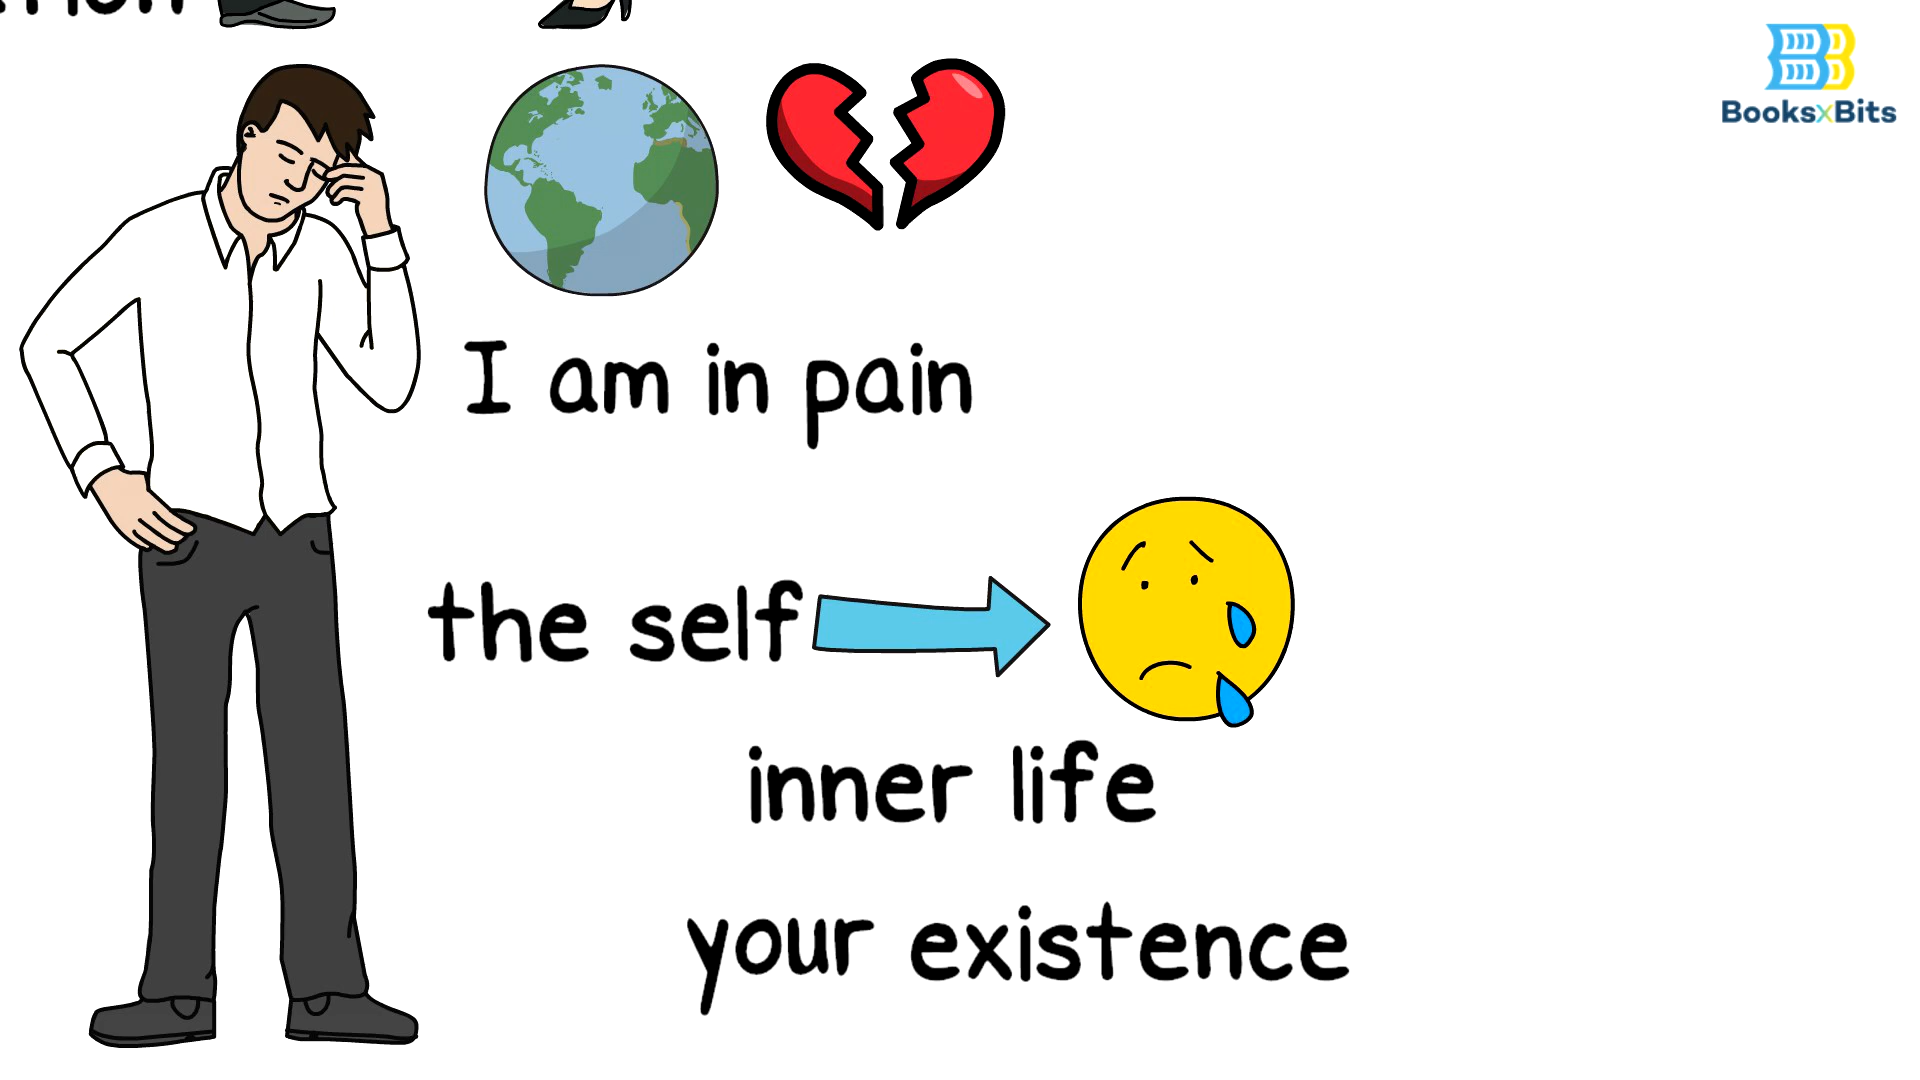 BooksxBits
I am in pain
the self
inner life
your existence